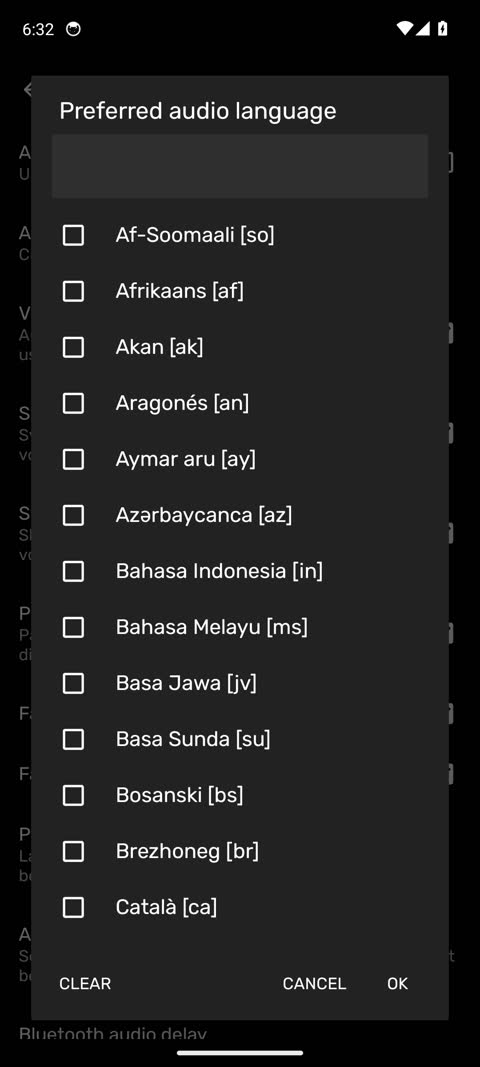 6:32
Preferred audio language
Af-Soomaali [so]
Afrikaans [af]
Akan [ak]
Aragonés [an]
Aymar aru [ay]
Azərbaycanca [az]
Bahasa Indonesia [in]
Bahasa Melayu [ms]
Basa Jawa [jv]
Basa Sunda [su]
Bosanski [bs]
Brezhoneg [br]
Català [ca]
CLEAR CANCEL OK
Bluetooth audio delay